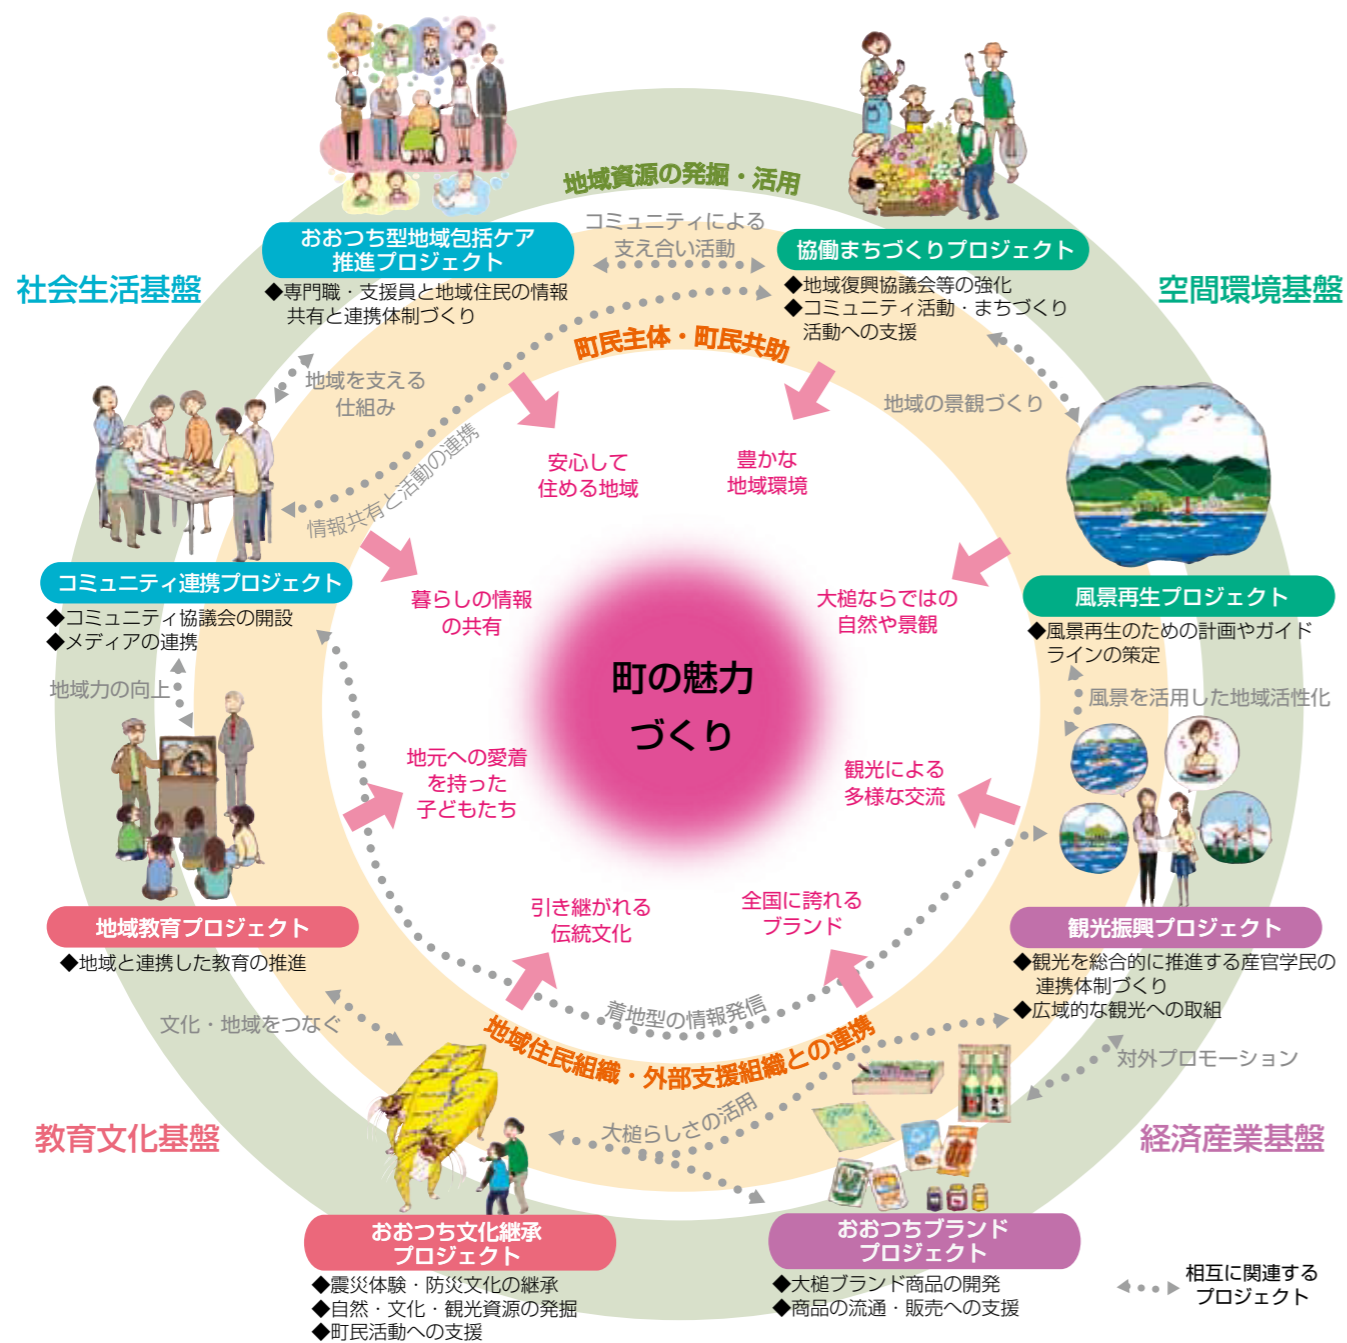 地域資源の発掘・活用
おおつち型地域包括ケア
推進プロジェクト
◆専門職・支援員と地域住民の情報
共有と連携体制づくり
コミュニティによる
支え合い活動
協働まちづくりプロジェクト
◆地域復興協議会等の強化
◆コミュニティ活動・まちづくり
活動への支援
社会生活基盤
空間環境基盤
町民主体・町民共助
地域を支える
仕組み
地域の景観づくり
情報共有と活動の連携
安心して
住める地域
豊かな
地域環境
コミュニティ連携プロジェクト
◆コミュニティ協議会の開設
◆メディアの連携
暮らしの情報
の共有
大槌ならではの
自然や景観
風景再生プロジェクト
◆風景再生のための計画やガイド
ラインの策定
町の魅力
づくり
地域力の向上
風景を活用した地域活性化
地元への愛着
を持った
子どもたち
観光による
多様な交流
引き継がれる
伝統文化
全国に誇れる
ブランド
地域教育プロジェクト
◆地域と連携した教育の推進
観光振興プロジェクト
◆観光を総合的に推進する産官学民の
連携体制づくり
◆広域的な観光への取組
文化・地域をつなぐ
着地型の情報発信
地域住民組織・外部支援組織との連携
対外プロモーション
大槌らしさの活用
教育文化基盤
経済産業基盤
おおつち文化継承
プロジェクト
◆震災体験・防災文化の継承
◆自然・文化・観光資源の発掘
◆町民活動への支援
おおつちブランド
プロジェクト
◆大槌ブランド商品の開発
◆商品の流通・販売への支援
相互に関連する
プロジェクト